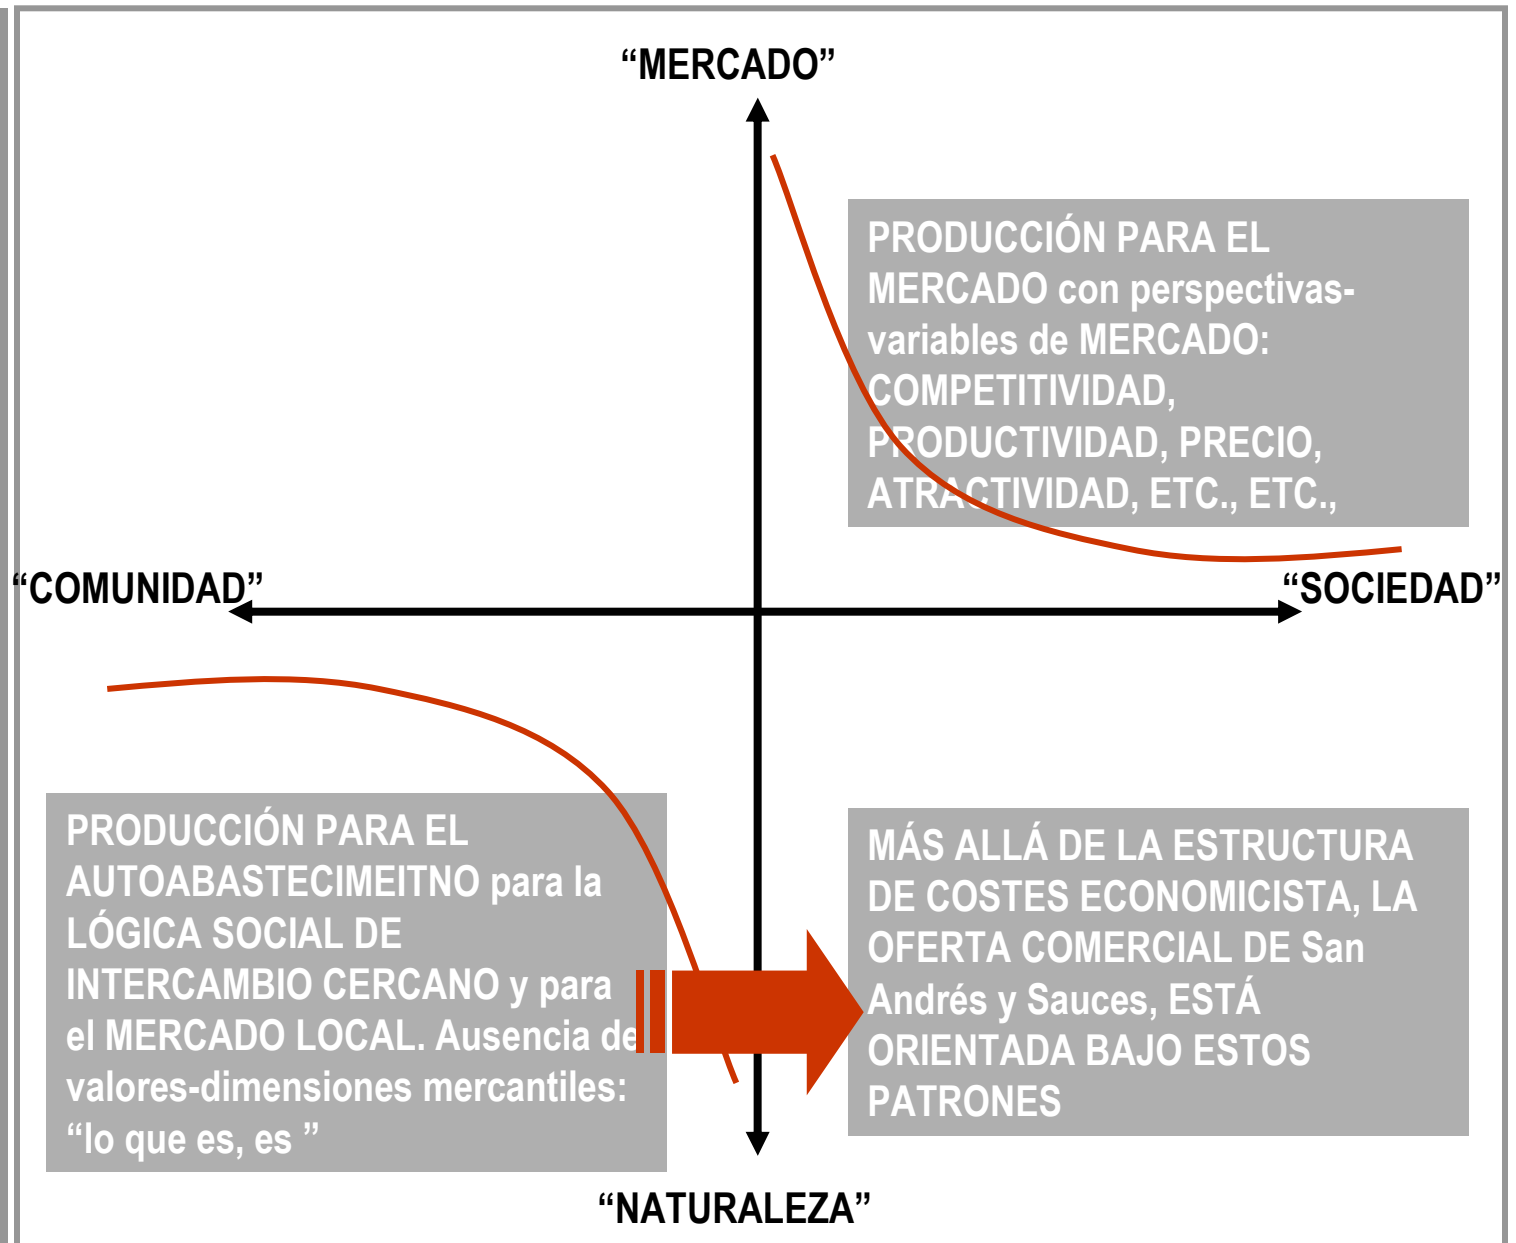 “MERCADO”
PRODUCCIÓN PARA EL
MERCADO con perspectivas-
variables de MERCADO:
COMPETITIVIDAD,
PRODUCTIVIDAD, PRECIO,
ATRACTIVIDAD, ETC., ETC.,
“COMUNIDAD”
“SOCIEDAD”
PRODUCCIÓN PARA EL
AUTOABASTECIMEITNO para la
LÓGICA SOCIAL DE
INTERCAMBIO CERCANO y para
el MERCADO LOCAL. Ausencia de
valores-dimensiones mercantiles:
“lo que es, es ”
MÁS ALLÁ DE LA ESTRUCTURA
DE COSTES ECONOMICISTA, LA
OFERTA COMERCIAL DE San
Andrés y Sauces, ESTÁ
ORIENTADA BAJO ESTOS
PATRONES
“NATURALEZA”